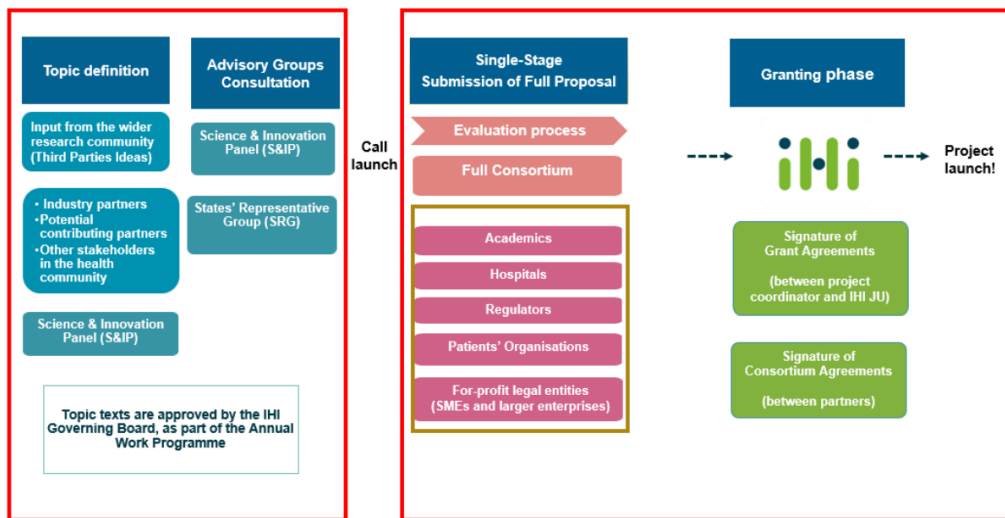 Topic definition
Input from the wider
research community
(Third Parties Ideas)
• Industry partners
• Potential
contributing partners
• Other stakeholders
in the health
community
Science & Innovation
Panel (S&IP)
Advisory Groups
Consultation
Science & Innovation
Panel (S&IP)
States' Representative
Group (SRG)
Topic texts are approved by the IHI
Governing Board, as part of the Annual
Work Programme
Call
launch
Single-Stage
Submission of Full Proposal
Evaluation process
Full Consortium
Academics
Hospitals
Regulators
Patients' Organisations
For-profit legal entities
(SMEs and larger enterprises)
Granting phase
ihi
Signature of
Grant Agreements
(between project
coordinator and IHI JU)
Signature of
Consortium Agreements
(between partners)
Project
launch!